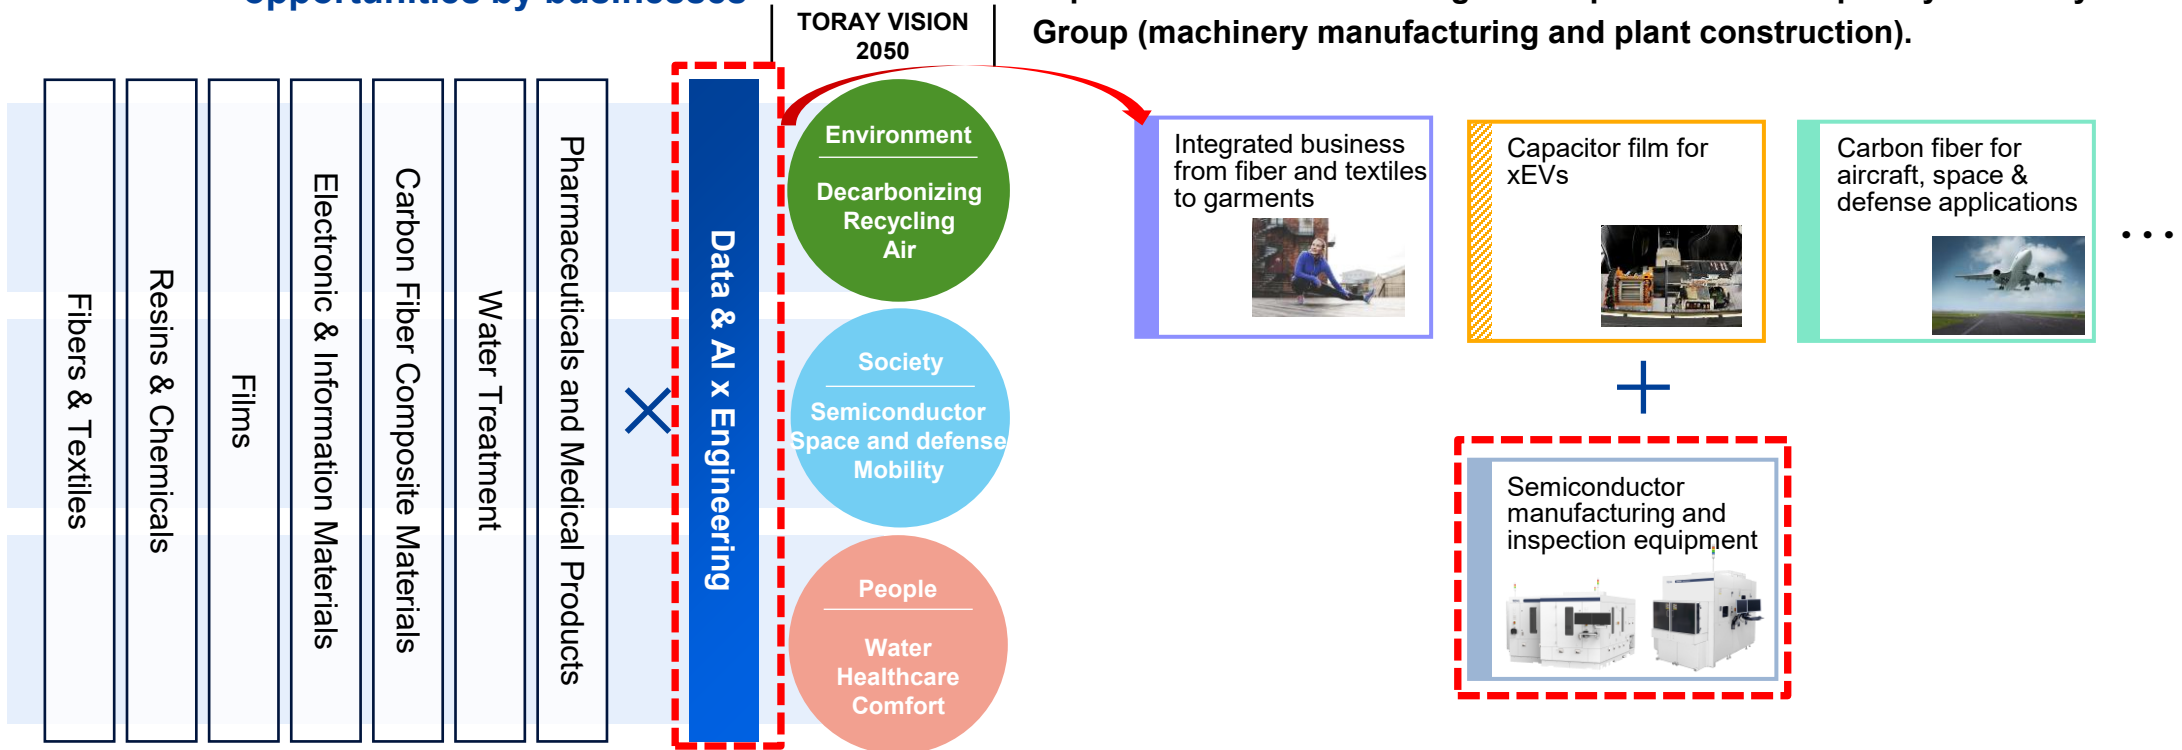 opportunities by businesses
TORAY VISION
2050
Group (machinery manufacturing and plant construction).
Fibers & Textiles
Resins & Chemicals
Films
Electronic & Information Materials
Carbon Fiber Composite Materials
Water Treatment
Pharmaceuticals and Medical Products
Data & AI x Engineering
Environment
Decarbonizing
Recycling
Air
Society
Semiconductor
Space and defense
Mobility
People
Water
Healthcare
Comfort
Integrated business
from fiber and textiles
to garments
Capacitor film for
xEVs
Carbon fiber for
aircraft, space &
defense applications
...
Semiconductor
manufacturing and
inspection equipment